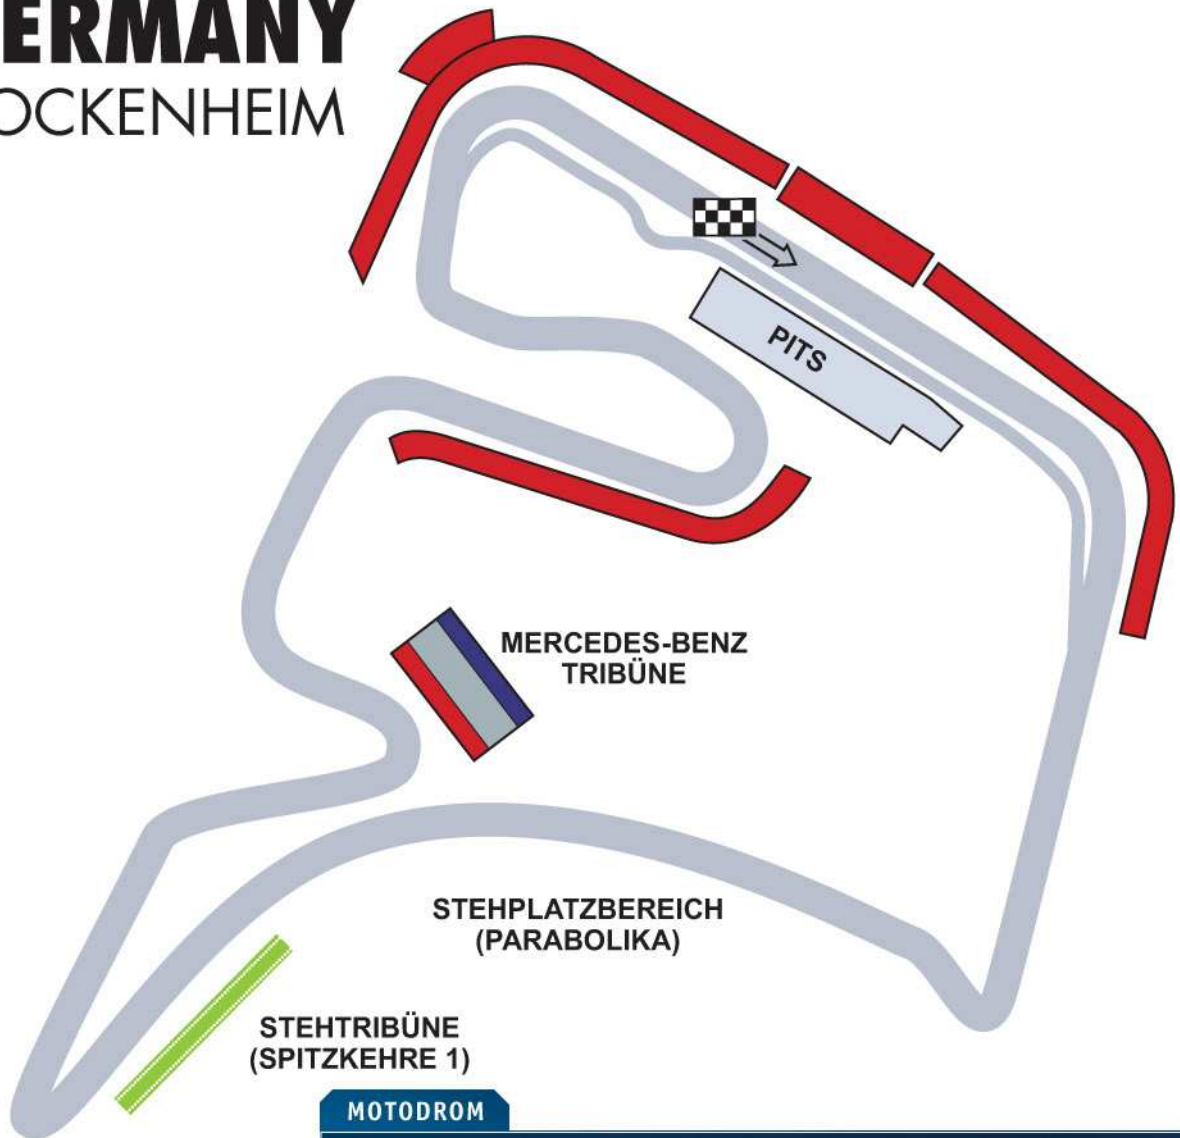 ERMANY
OCKENHEIM
PITS
MERCEDES-BENZ
TRIBÜNE
STEHPLATZBEREICH
(PARABOLIKA)
STEHTRIBÜNE
(SPITZKEHRE 1)
MOTODROM